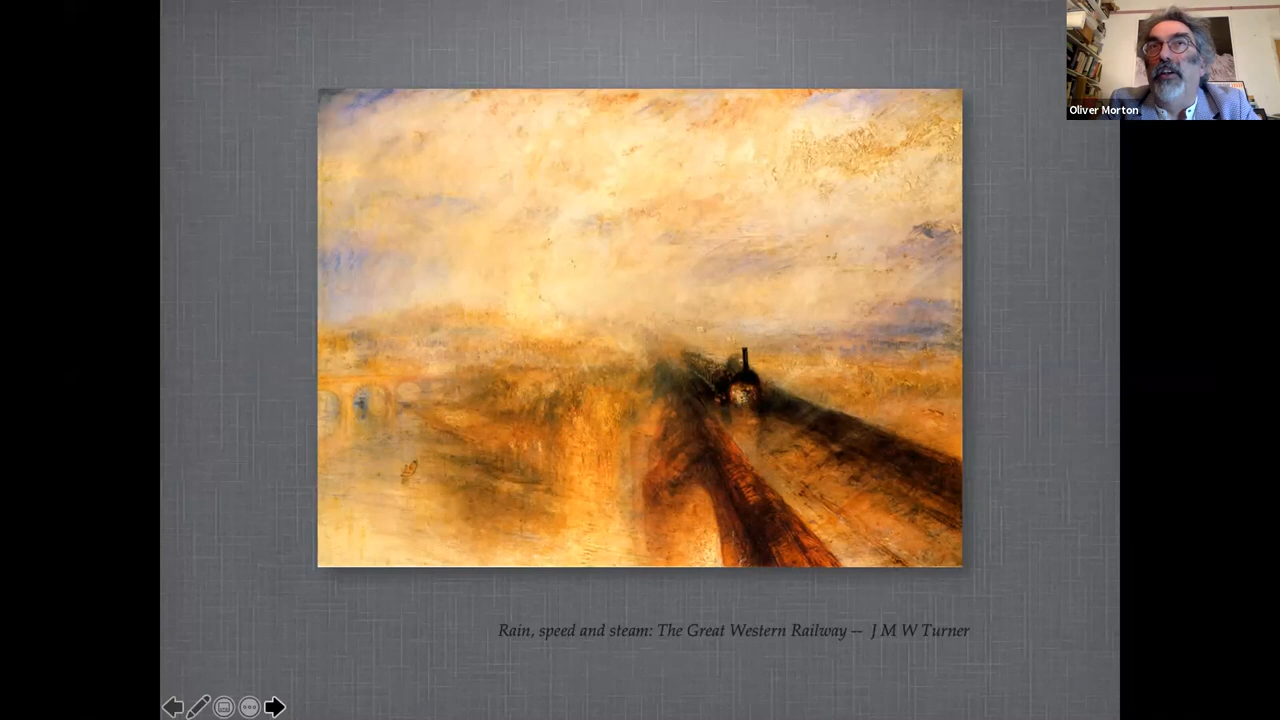 Oliver Morton
Rain, speed and steam: The Great Western Railway -- J M W Turner